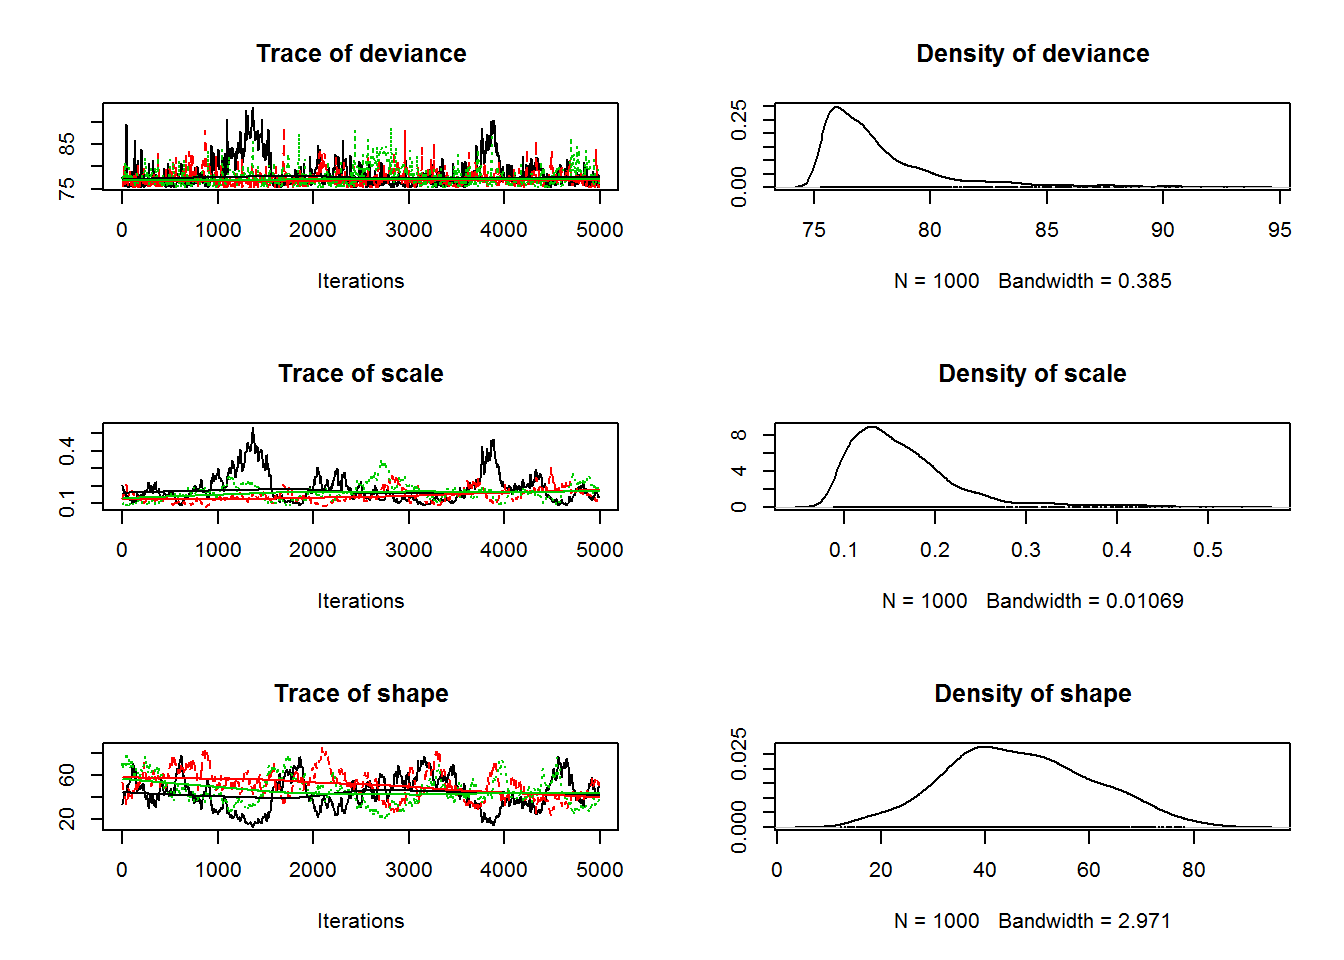 Trace of deviance
75 85
0 1000 2000 3000 4000 5000
Iterations
Density of deviance
0.00 0.25
75 80 85 90 95
N = 1000 Bandwidth = 0.385
Trace of scale
0.1 0.4
0 1000 2000 3000 4000 5000
Iterations
Density of scale
0 4 8
0.1 0.2 0.3 0.4 0.5
N = 1000 Bandwidth = 0.01069
Trace of shape
20 60
0 1000 2000 3000 4000 5000
Iterations
Density of shape
0.000 0.025
0 20 40 60 80
N = 1000 Bandwidth = 2.971